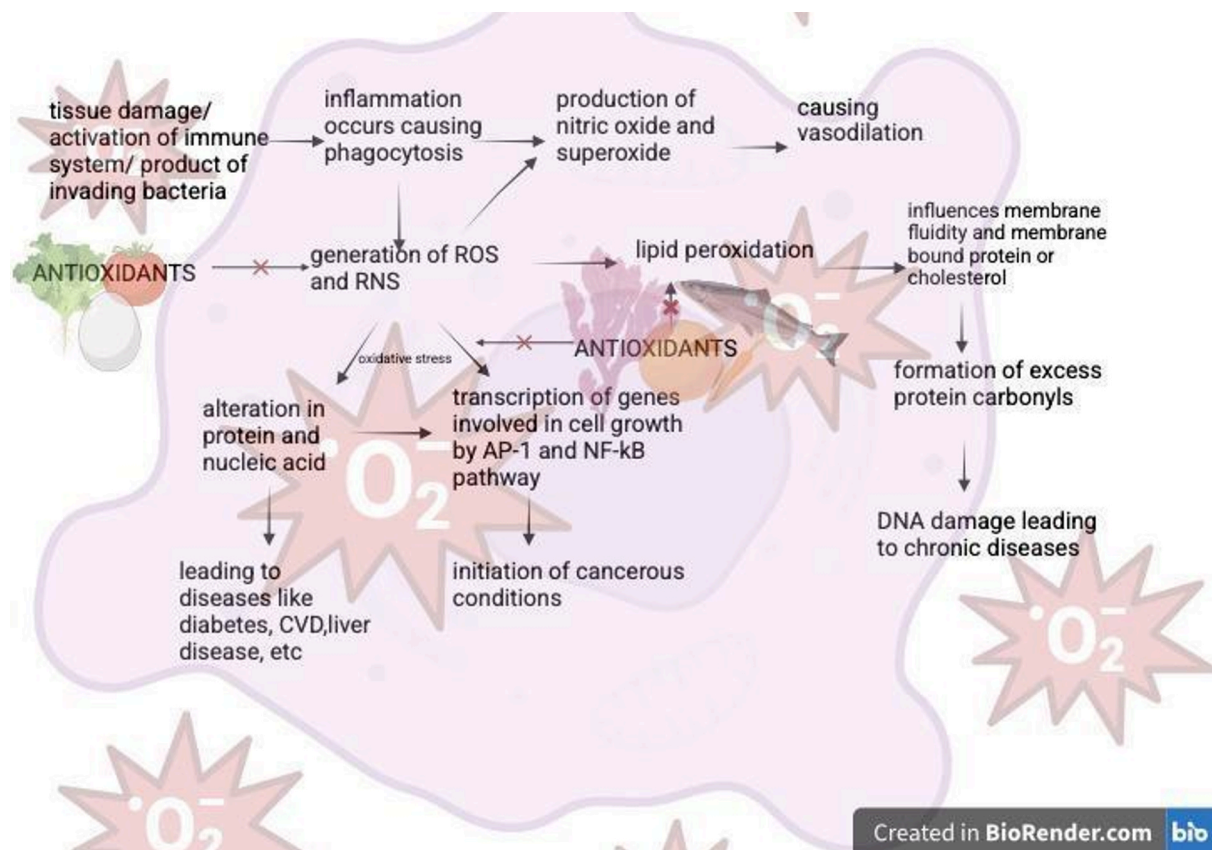 tissue damage/
activation of immune
system/ product of
invading bacteria
inflammation
occurs causing
phagocytosis
production of
nitric oxide and
superoxide
causing
vasodilation
ANTIOXIDANTS
generation of ROS
and RNS
lipid peroxidation
influences membrane
fluidity and membrane
bound protein or
cholesterol
oxidative stress
ANTIOXIDANTS
formation of excess
protein carbonyls
alteration in
protein and
nucleic acid
transcription of genes
involved in cell growth
by AP-1 and NF-kB
pathway
DNA damage leading
to chronic diseases
leading to
diseases like
diabetes, CVD,liver
disease, etc
initiation of cancerous
conditions
•O₂⁻
•O₂⁻
•O₂⁻
•O₂⁻
Created in BioRender.com bio